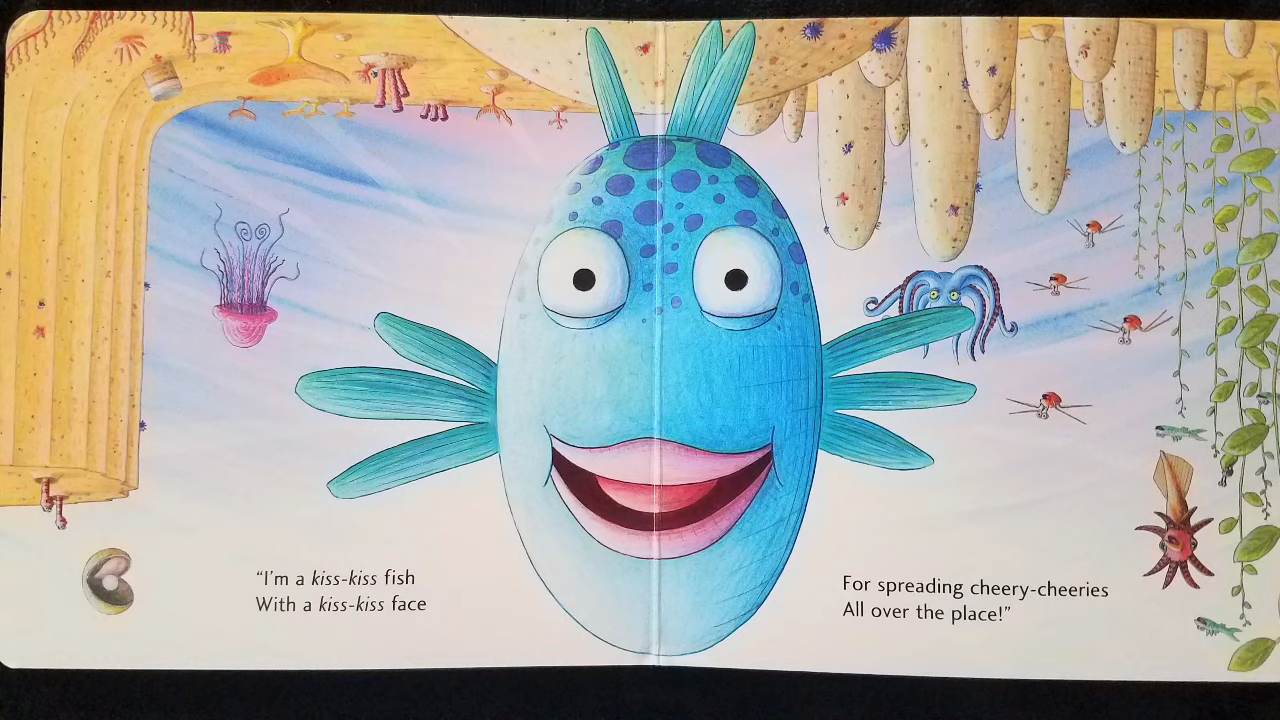 “I’m a kiss-kiss fish
With a kiss-kiss face
For spreading cheery-cheeries
All over the place!”